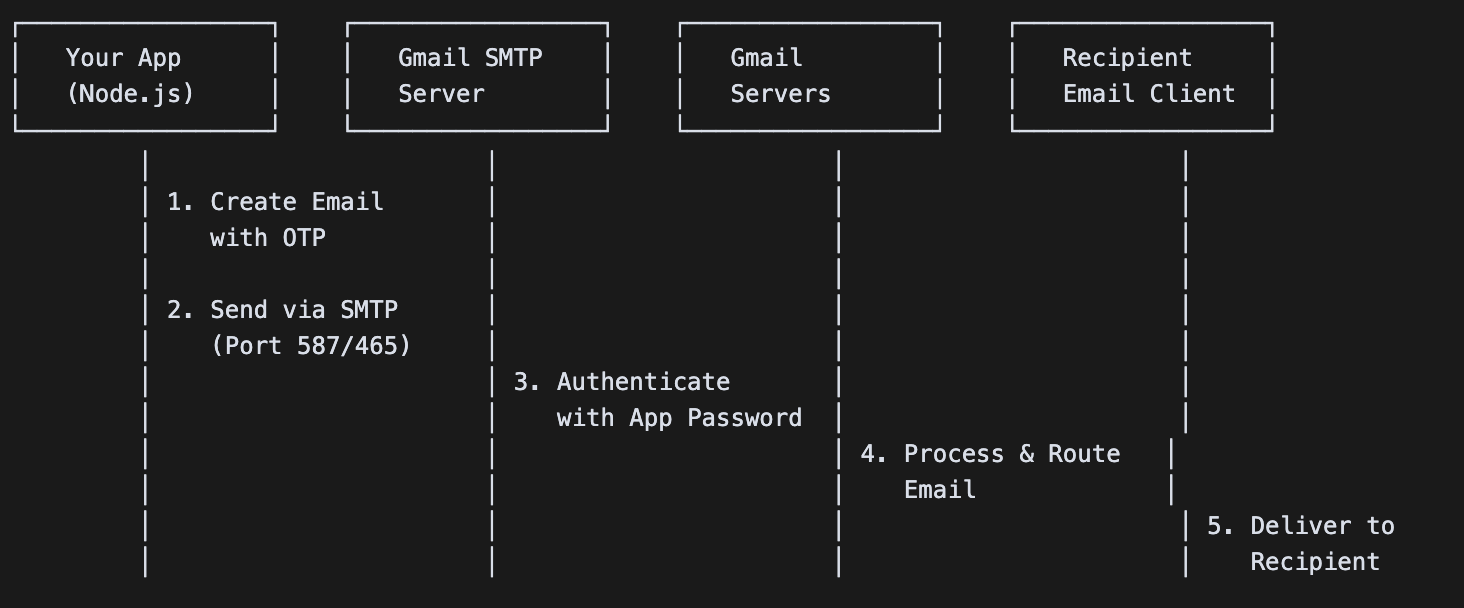 Your App
(Node.js)
Gmail SMTP
Server
Gmail
Servers
Recipient
Email Client
1. Create Email
with OTP
2. Send via SMTP
(Port 587/465)
3. Authenticate
with App Password
4. Process & Route
Email
5. Deliver to
Recipient